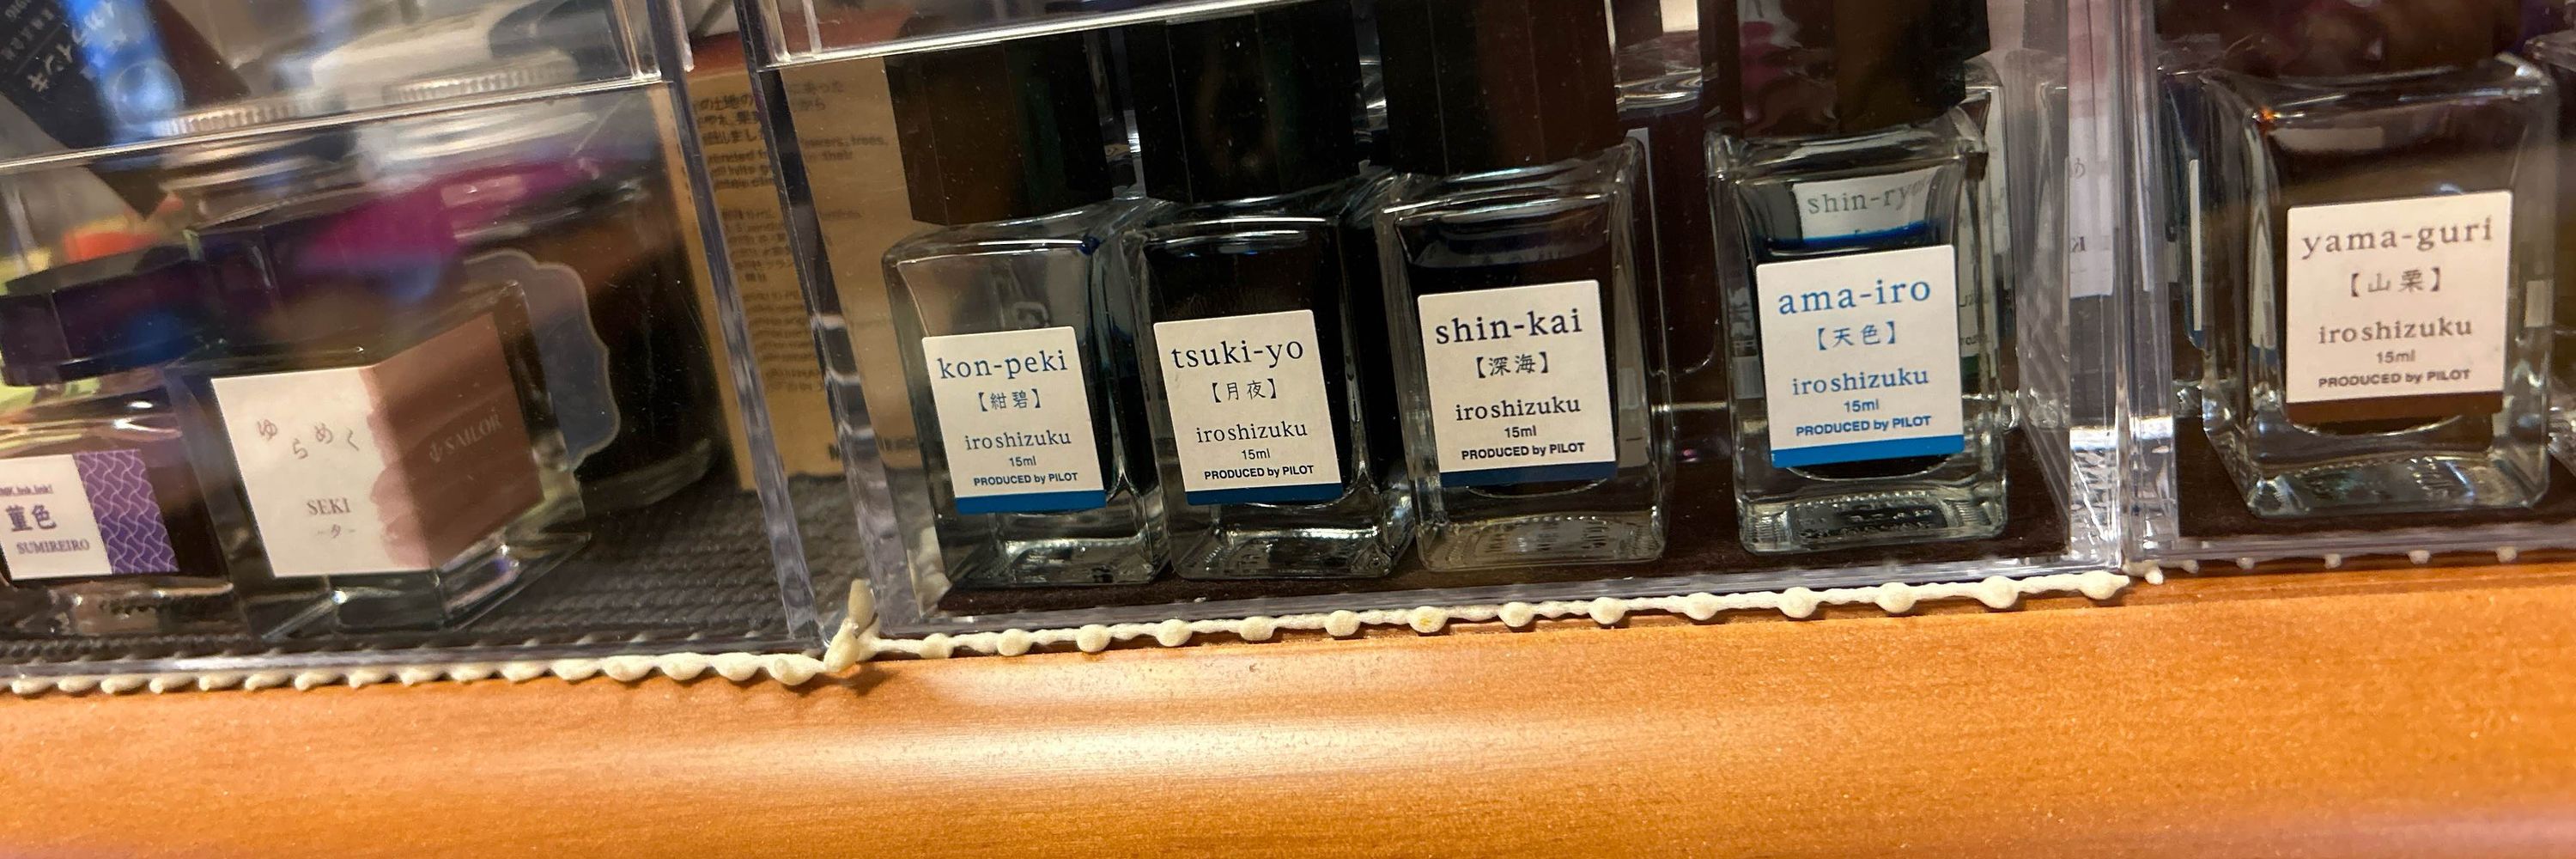 菫色
SUMIREIRO
ゆらめく
SEKI
-夕-
SAILOR
kon-peki
【紺碧】
iroshizuku
15ml
PRODUCED by PILOT
tsuki-yo
【月夜】
iroshizuku
15ml
PRODUCED by PILOT
shin-kai
【深海】
iroshizuku
15ml
PRODUCED by PILOT
shin-ry
ama-iro
【天色】
iroshizuku
15ml
PRODUCED by PILOT
yama-guri
【山栗】
iroshizuku
15ml
PRODUCED by PILOT